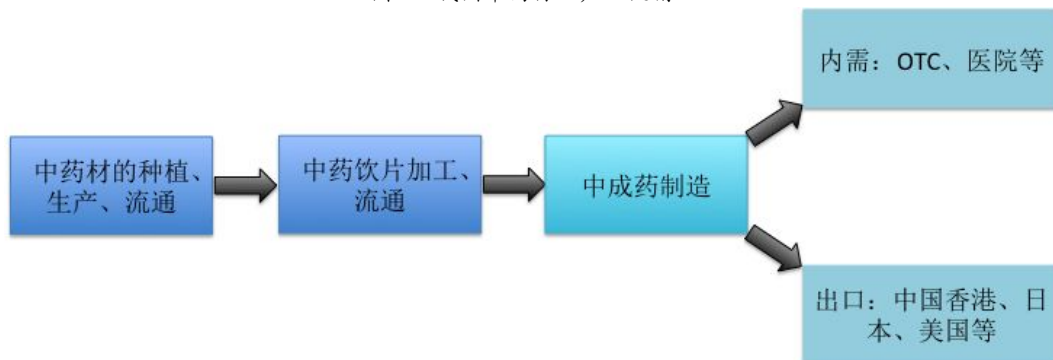 内需：OTC、医院等
中药材的种植、
生产、流通
中药饮片加工、
流通
中成药制造
出口：中国香港、日
本、美国等